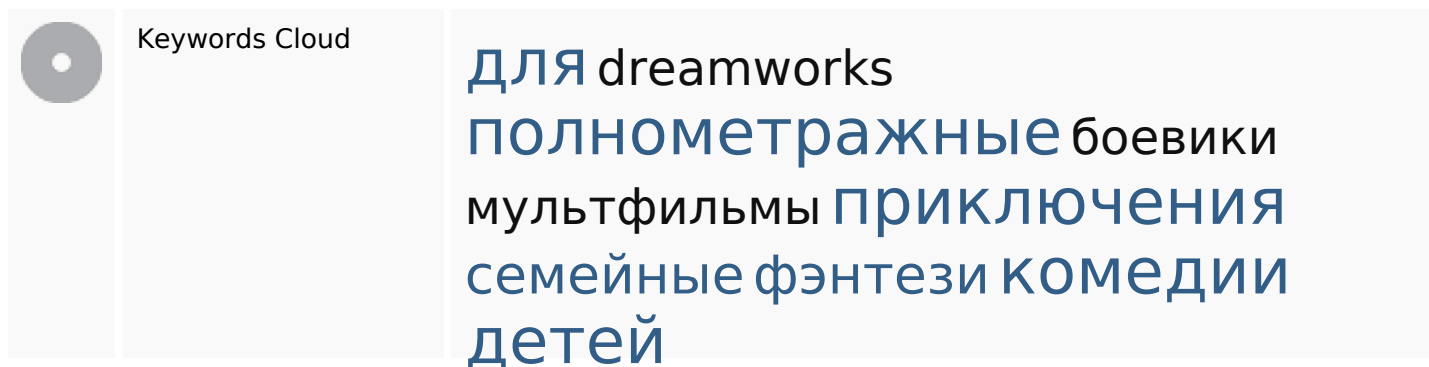 Keywords Cloud
для dreamworks
полнометражные боевики
мультфильмы приключения
семейные фэнтези комедии
детей